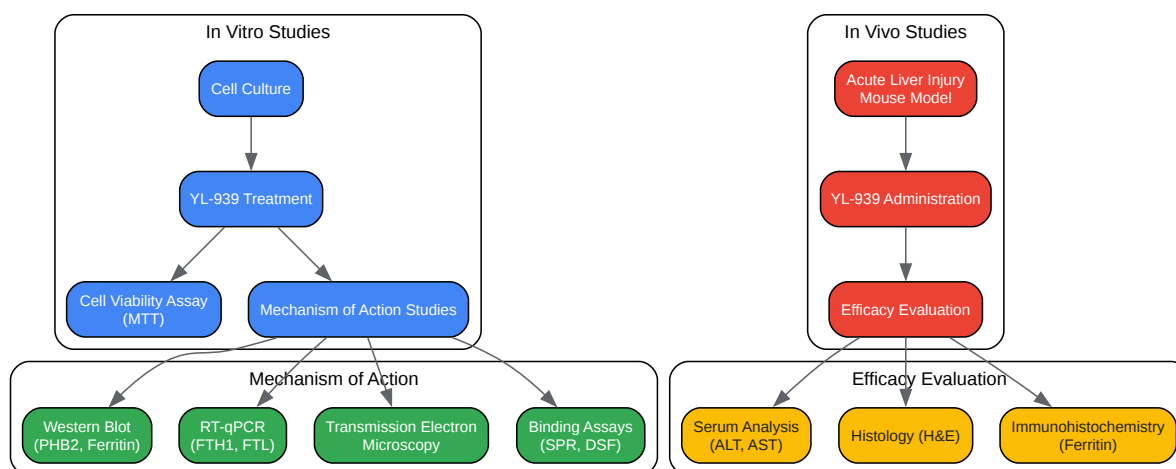 In Vitro Studies
Cell Culture
YL-939 Treatment
Cell Viability Assay
(MTT)
Mechanism of Action Studies
Mechanism of Action
Western Blot
(PHB2, Ferritin)
RT-qPCR
(FTH1, FTL)
Transmission Electron
Microscopy
Binding Assays
(SPR, DSF)
In Vivo Studies
Acute Liver Injury
Mouse Model
YL-939 Administration
Efficacy Evaluation
Efficacy Evaluation
Serum Analysis
(ALT, AST)
Histology (H&E)
Immunohistochemistry
(Ferritin)